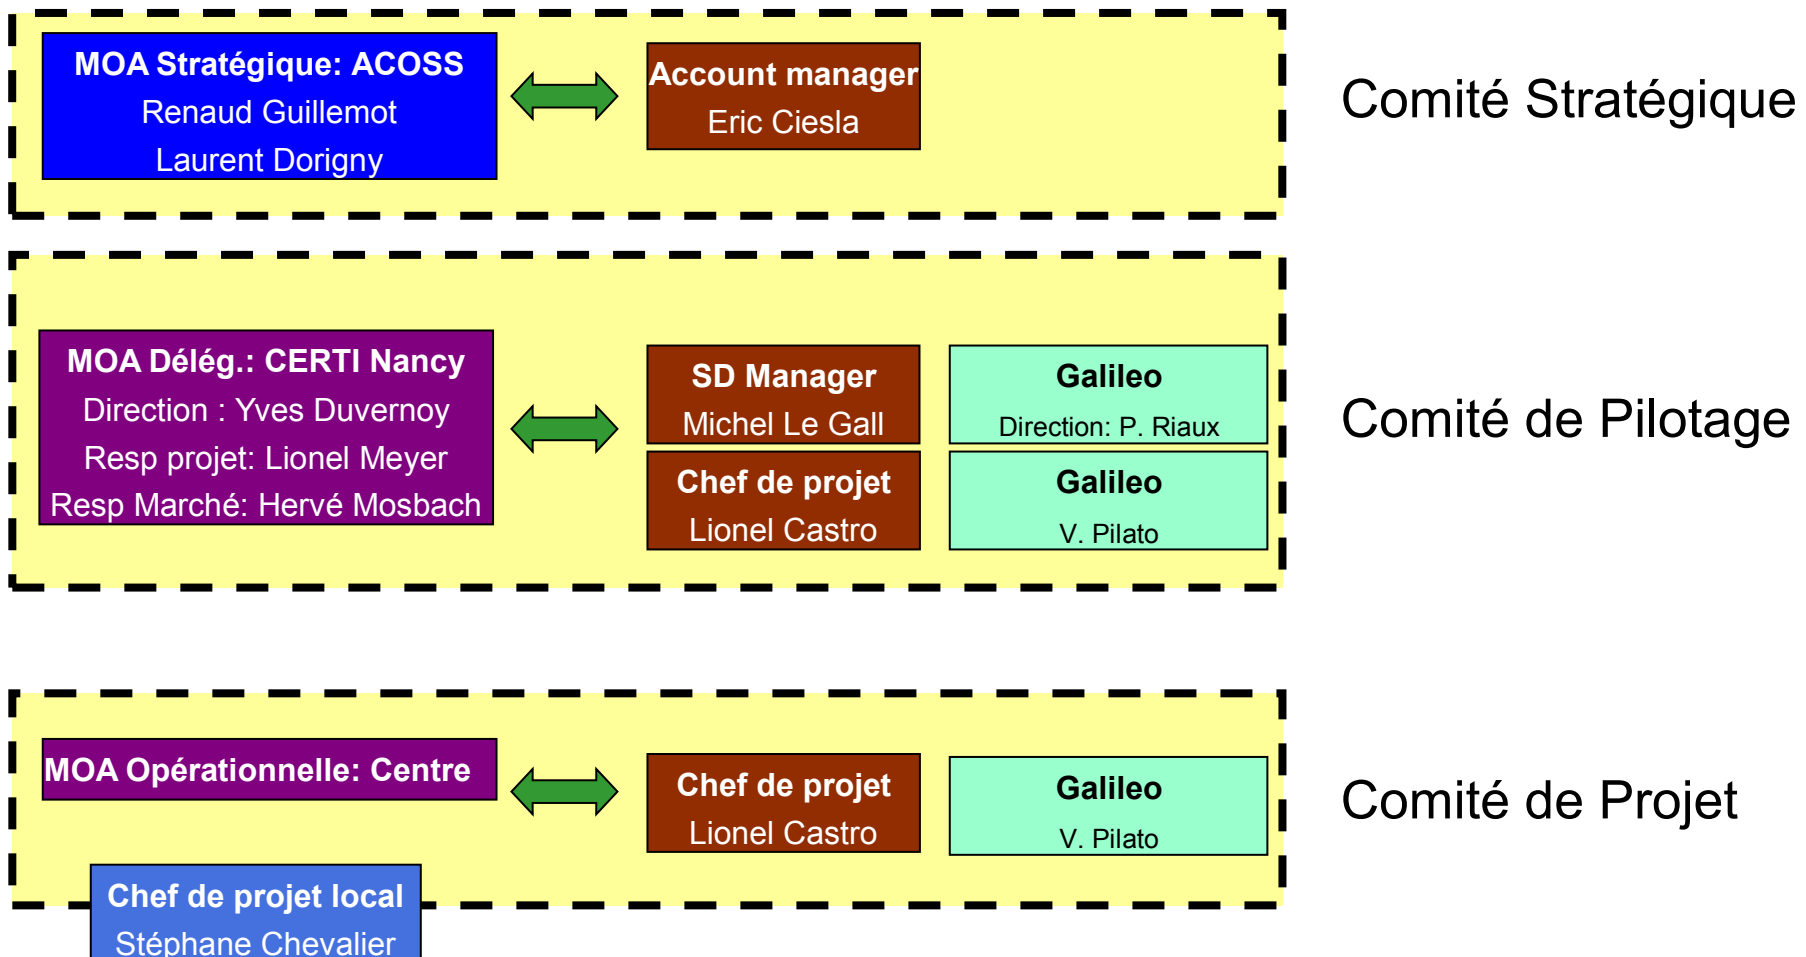 MOA Stratégique: ACOSS
Renaud Guillemot
Laurent Dorigny
Account manager
Eric Ciesla
Comité Stratégique
MOA Délég.: CERTI Nancy
Direction : Yves Duvernoy
Resp projet: Lionel Meyer
Resp Marché: Hervé Mosbach
SD Manager
Michel Le Gall
Galileo
Direction: P. Riaux
Chef de projet
Lionel Castro
Galileo
V. Pilato
Comité de Pilotage
MOA Opérationnelle: Centre
Chef de projet
Lionel Castro
Galileo
V. Pilato
Comité de Projet
Chef de projet local
Stéphane Chevalier